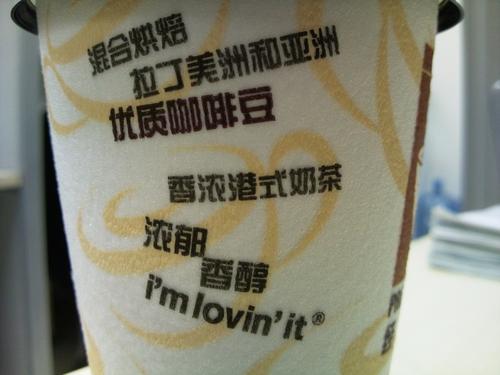 混合烘焙
拉丁美洲和亚洲
优质咖啡豆
香浓港式奶茶
浓郁
香醇
i'm lovin' it®